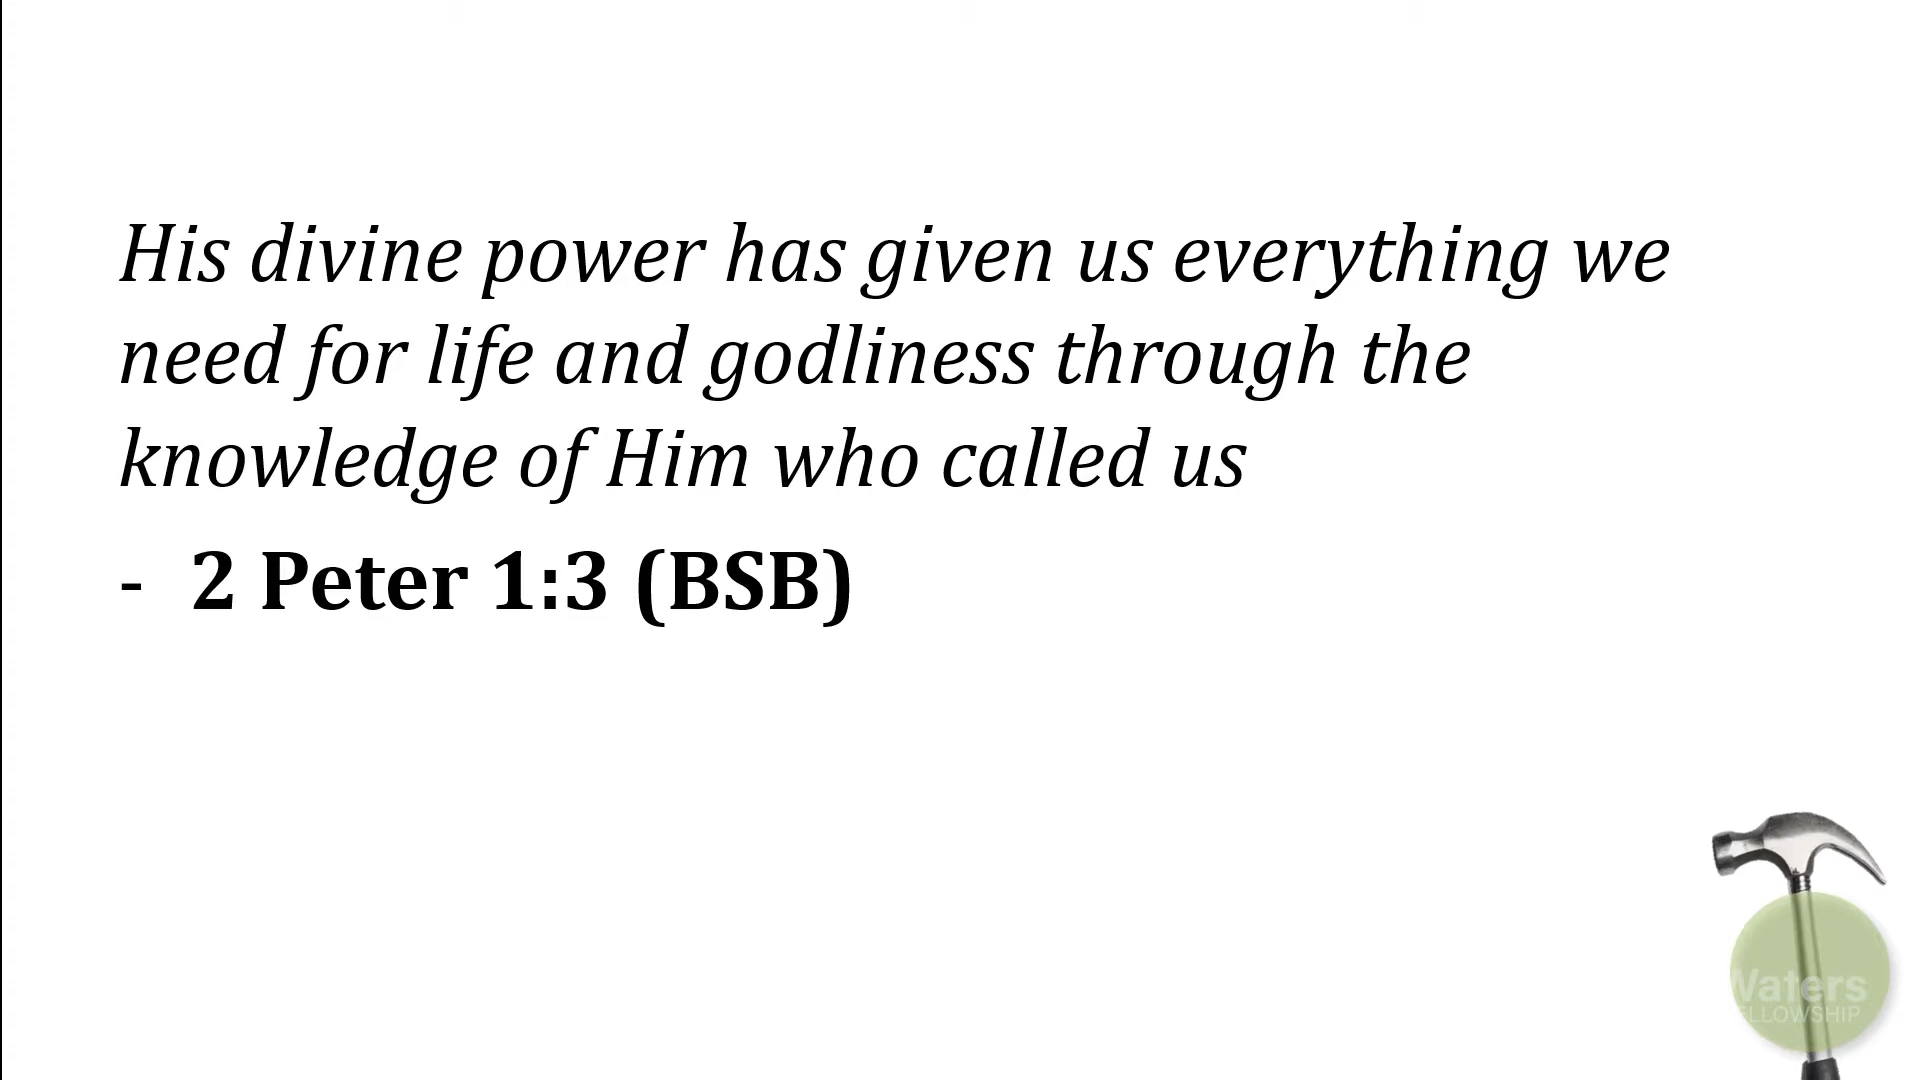 His divine power has given us everything we
need for life and godliness through the
knowledge of Him who called us
- 2 Peter 1:3 (BSB)
Waters
ELLOWSHIP